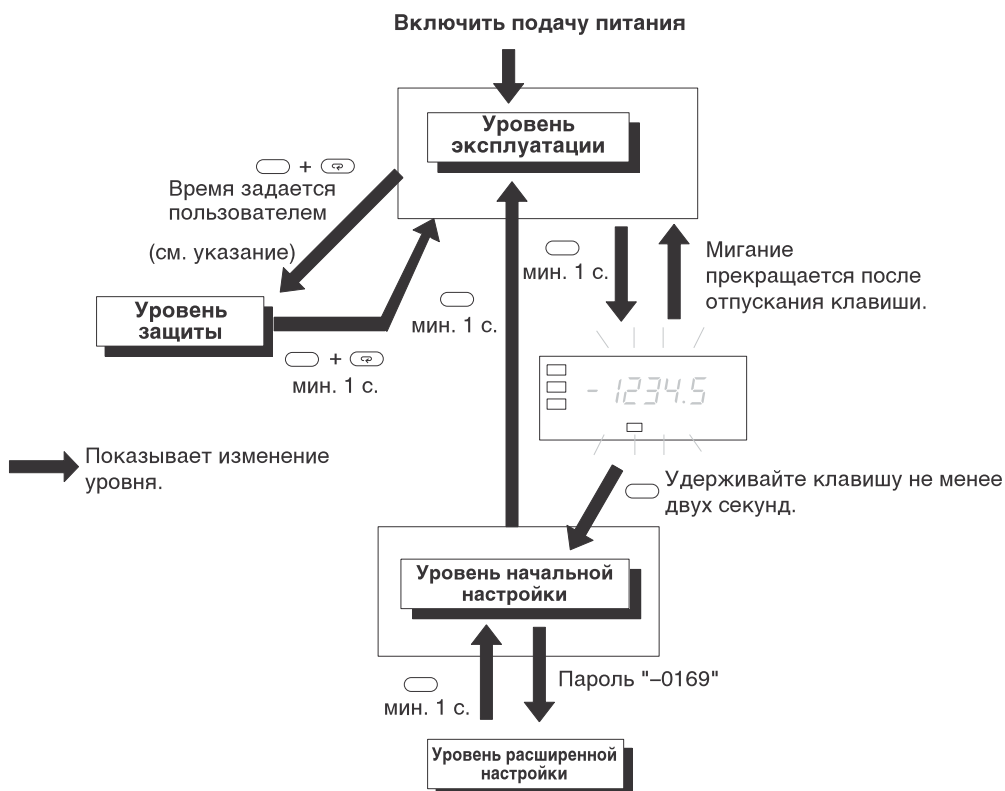 Включить подачу питания
Уровень
эксплуатации
+
Время задается
пользователем
(см. указание)
мин. 1 с.
Мигание
прекращается после
отпускания клавиши.
Уровень
защиты
мин. 1 с.
+
мин. 1 с.
-1234.5
Показывает изменение
уровня.
Удерживайте клавишу не менее
двух секунд.
Уровень начальной
настройки
Пароль "–0169"
мин. 1 с.
Уровень расширенной
настройки